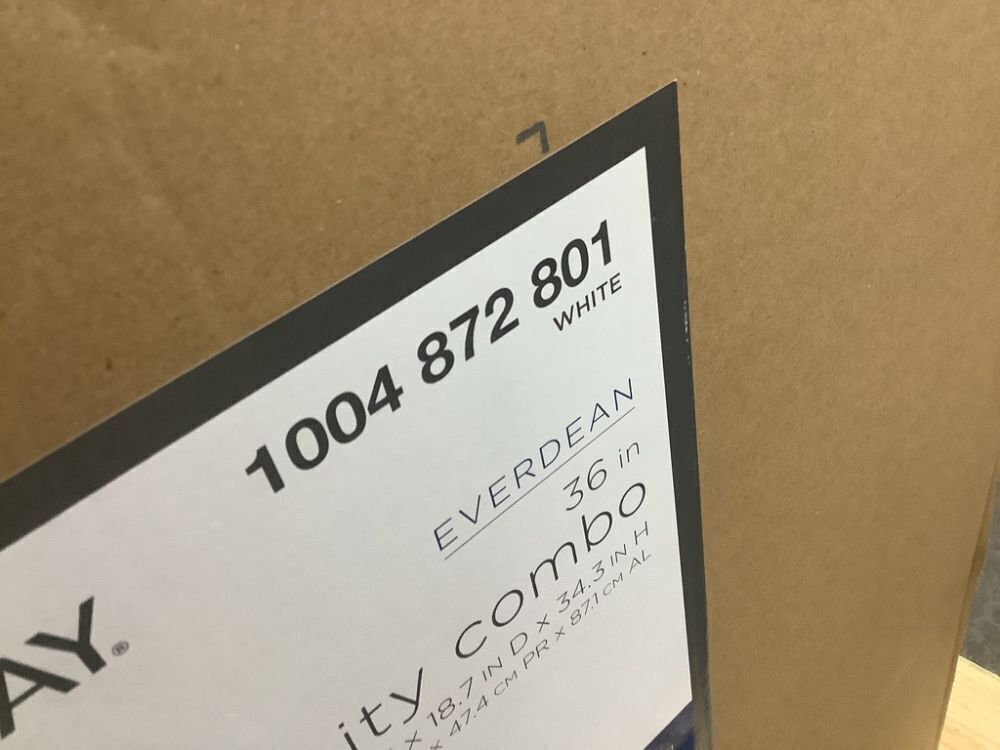 7
1004 872 801
WHITE
EVERDEAN
36 in
ity combo
x 18.7 IN D x 34.3 IN H
x 47.4 CM PR x 87.1 CM AL
AY®